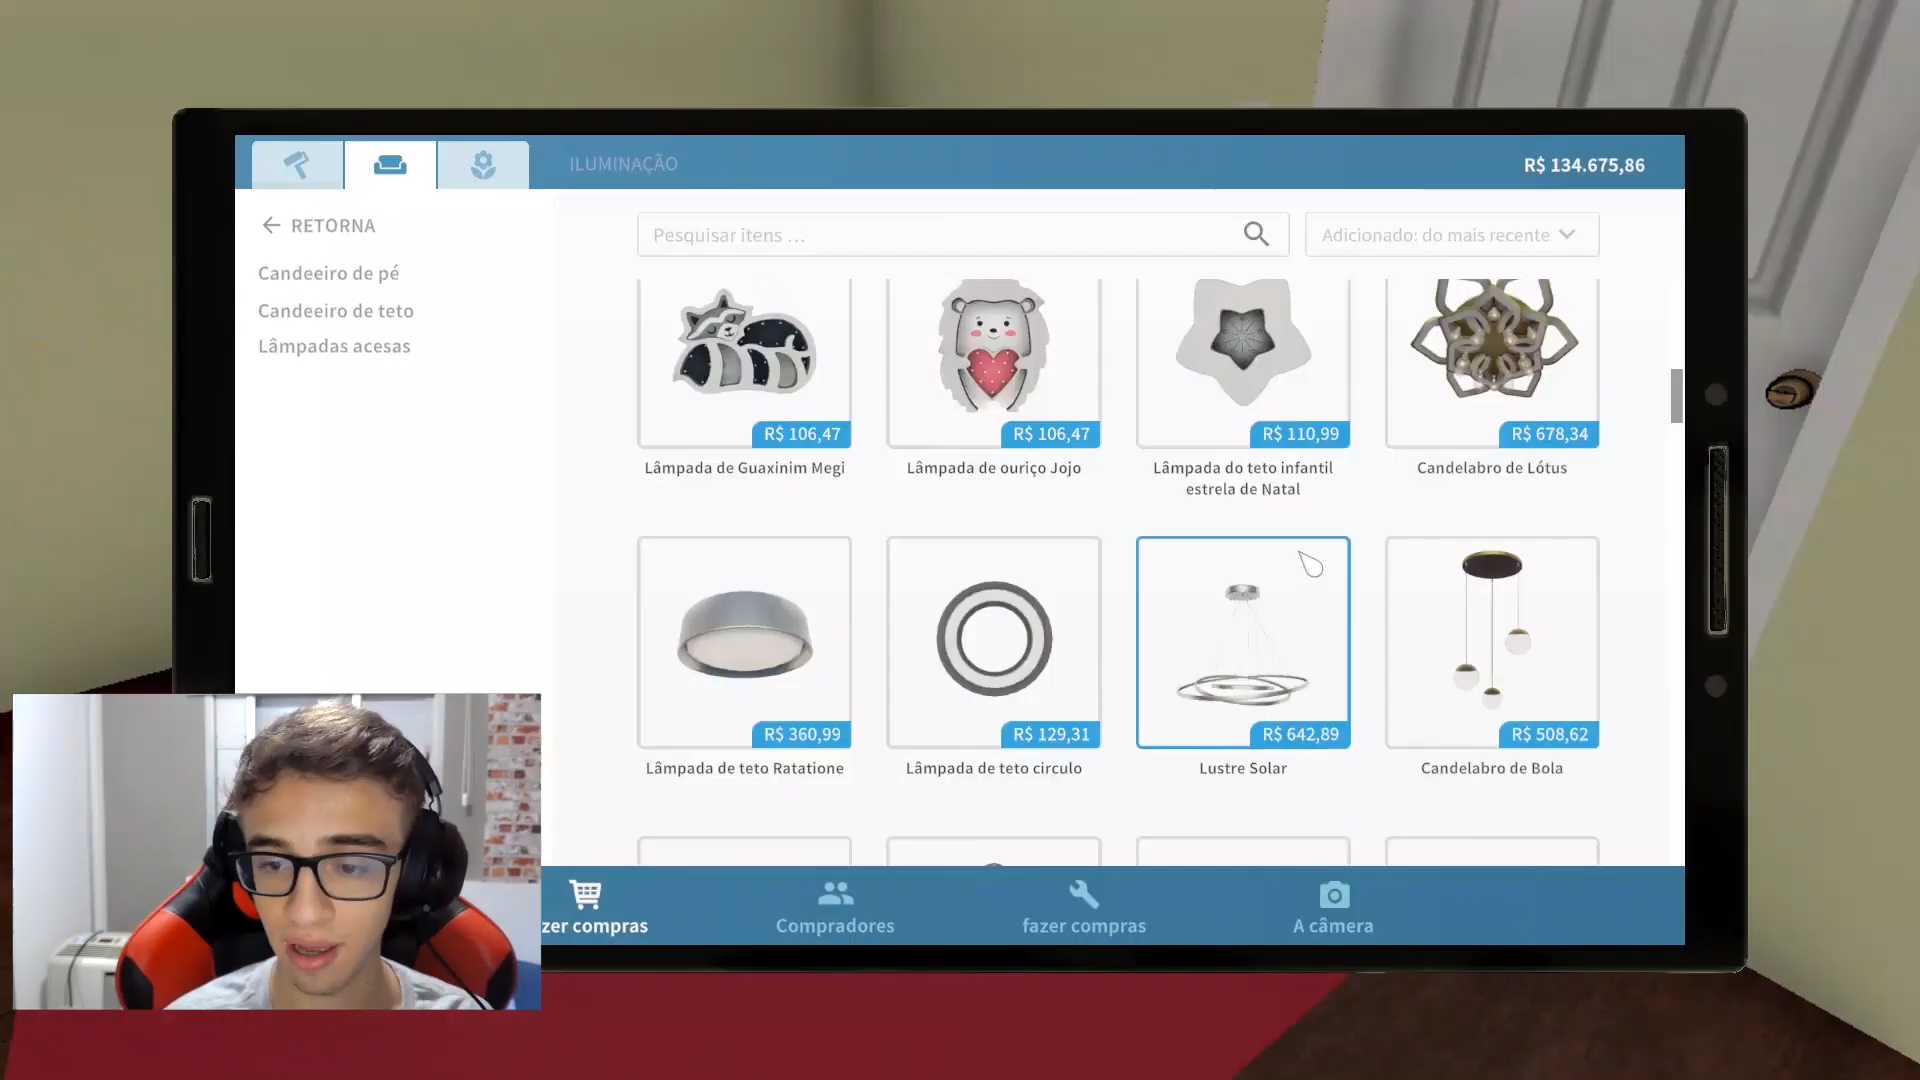 ILUMINAÇÃO
R$ 134.675,86
RETORNA
Candeeiro de pé
Candeeiro de teto
Lâmpadas acesas
Pesquisar itens ...
Adicionado: do mais recente
R$ 106,47
R$ 106,47
R$ 110,99
R$ 678,34
Lâmpada de Guaxinim Megi
Lâmpada de ouriço Jojo
Lâmpada do teto infantil
estrela de Natal
Candelabro de Lótus
R$ 360,99
R$ 129,31
R$ 642,89
R$ 508,62
Lâmpada de teto Ratatione
Lâmpada de teto circulo
Lustre Solar
Candelabro de Bola
zer compras
Compradores
fazer compras
A câmera